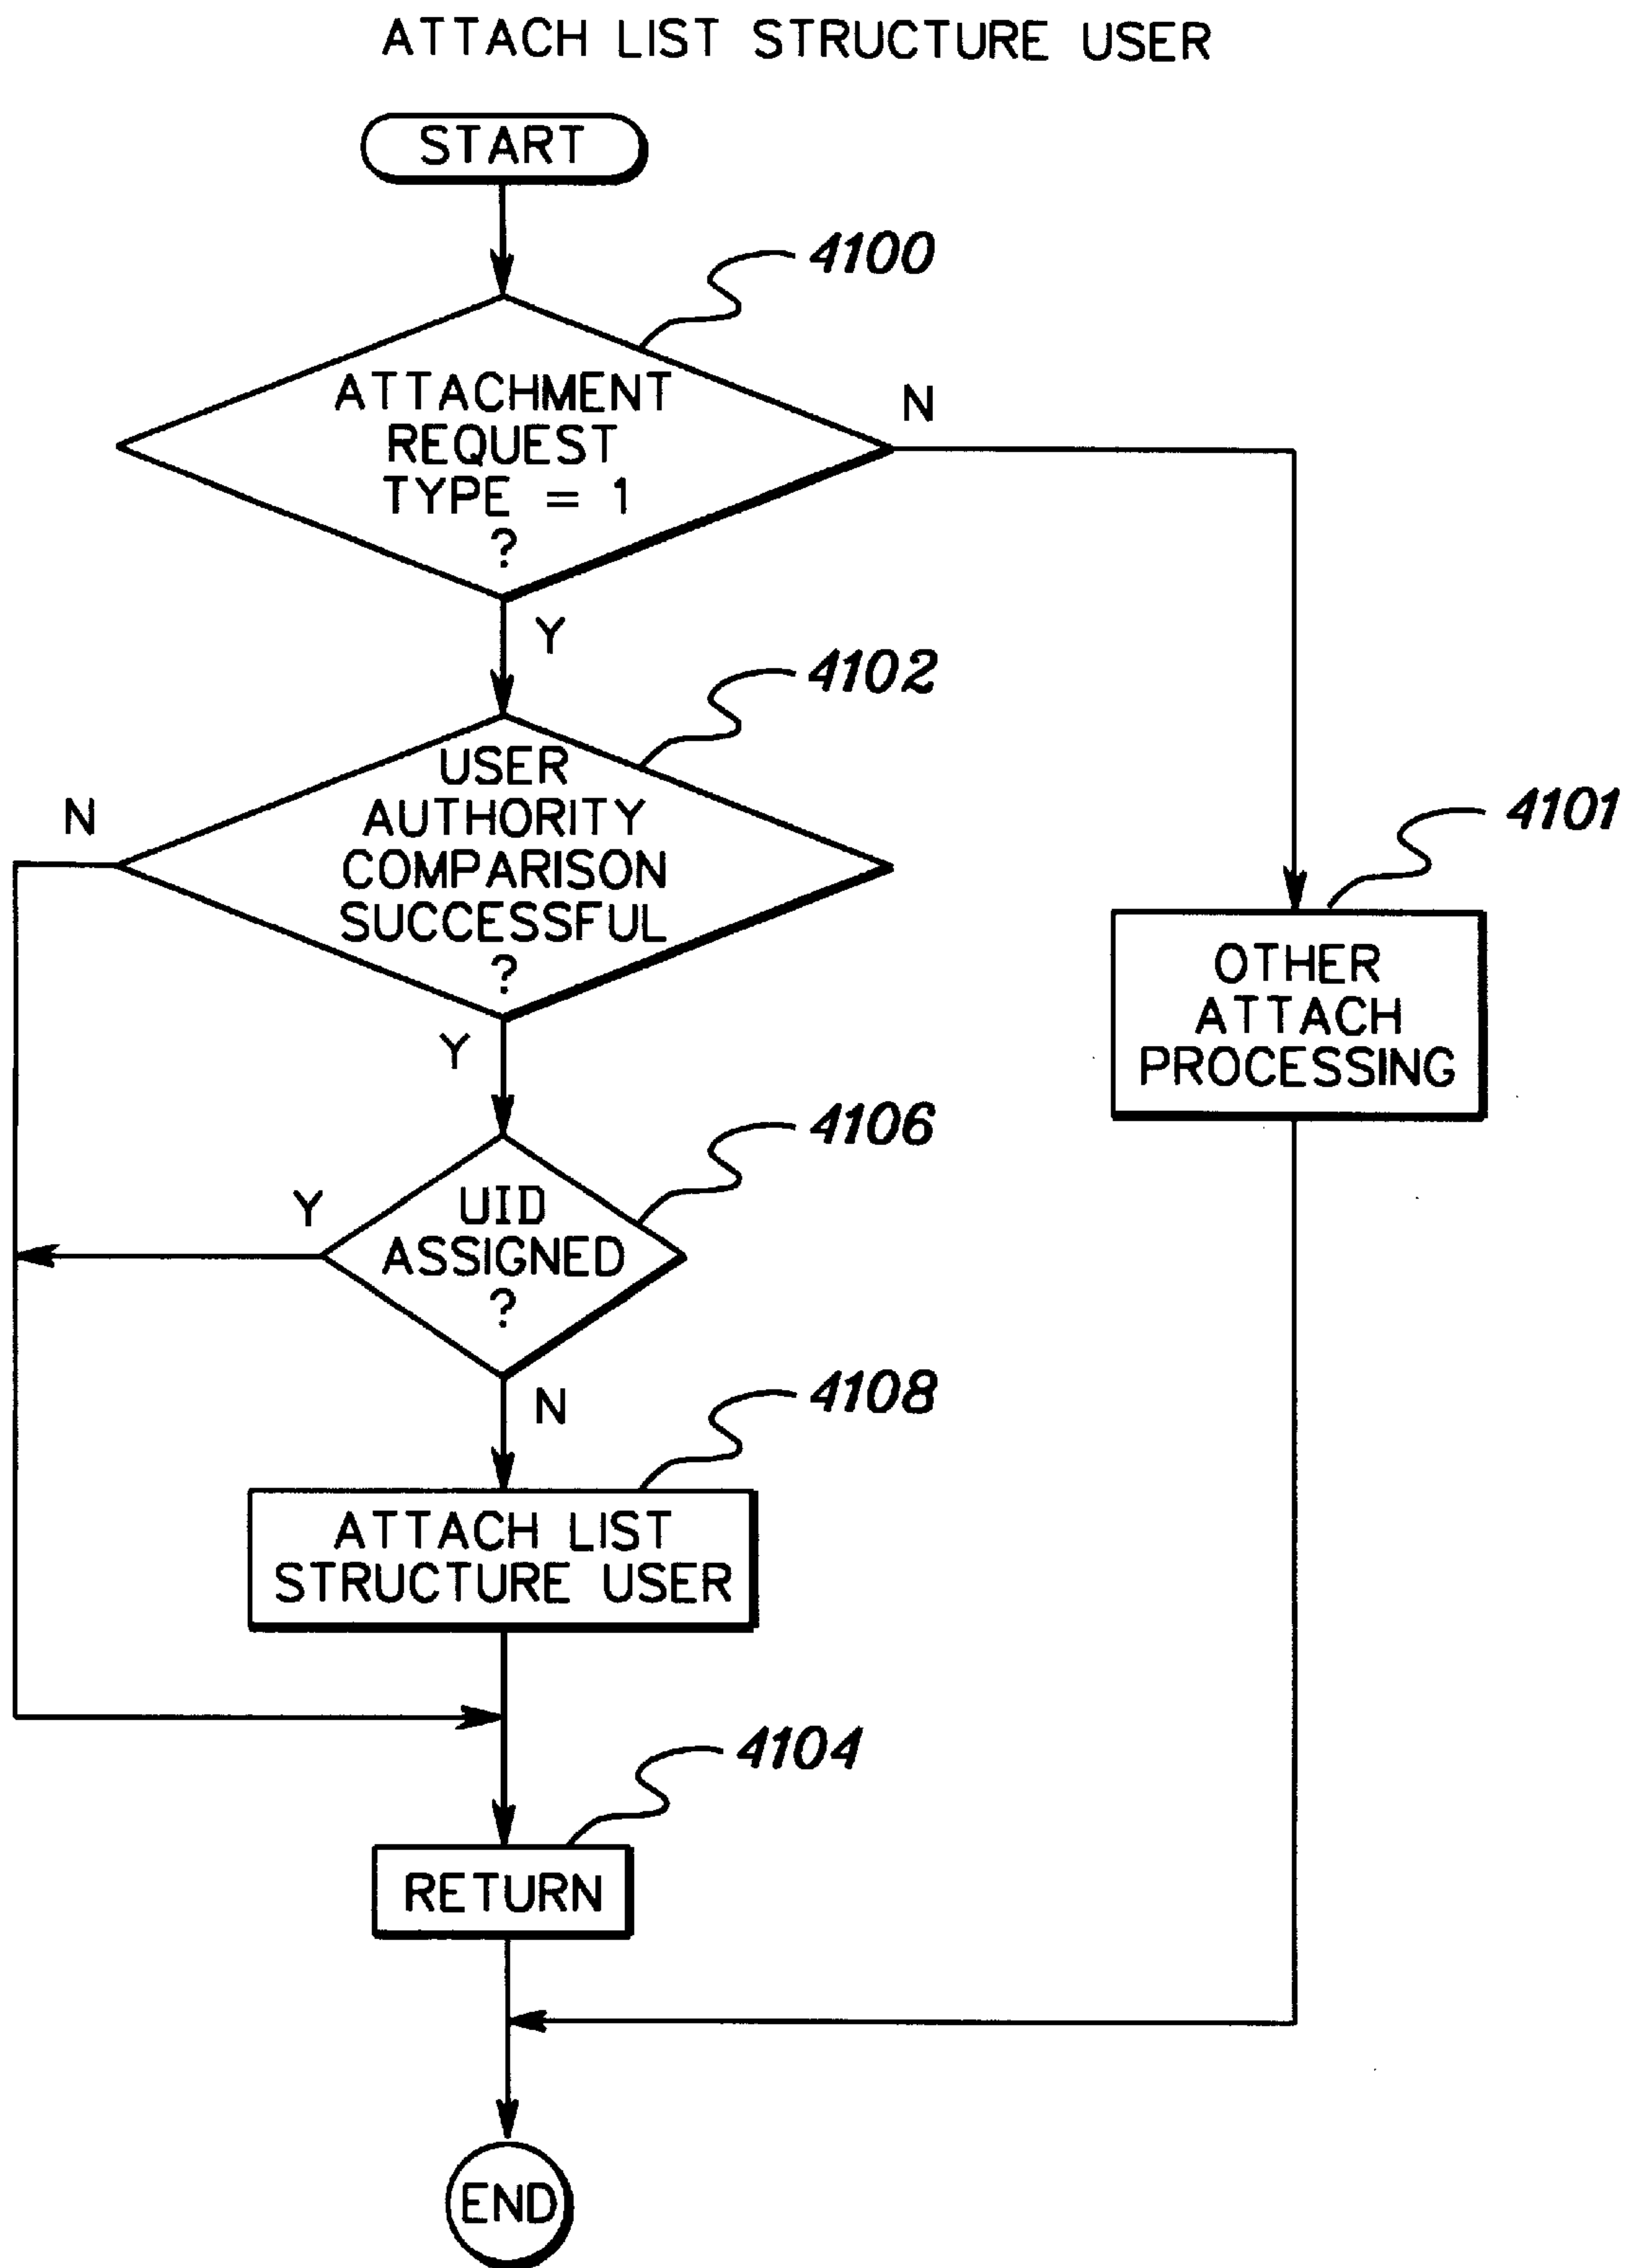 ATTACH LIST STRUCTURE USER
START
4100
ATTACHMENT
REQUEST
TYPE = 1
?
N
Y
4102
USER
AUTHORITY
COMPARISON
SUCCESSFUL
?
N
Y
4101
OTHER
ATTACH
PROCESSING
4106
UID
ASSIGNED
?
Y
N
4108
ATTACH LIST
STRUCTURE USER
4104
RETURN
END